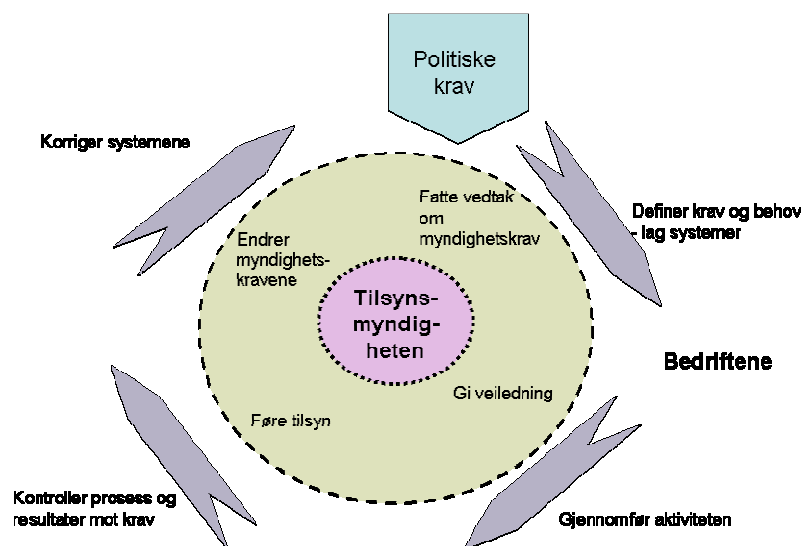 Politiske
krav
Korriger systemene
Fatte vedtak
om
myndighetskrav
Definer krav og behov
- lag systemer
Endrer
myndighets-
kravene
Tilsyns-
myndig-
heten
Bedriftene
Gi veiledning
Føre tilsyn
Kontroller prosess og
resultater mot krav
Gjennomfør aktiviteten